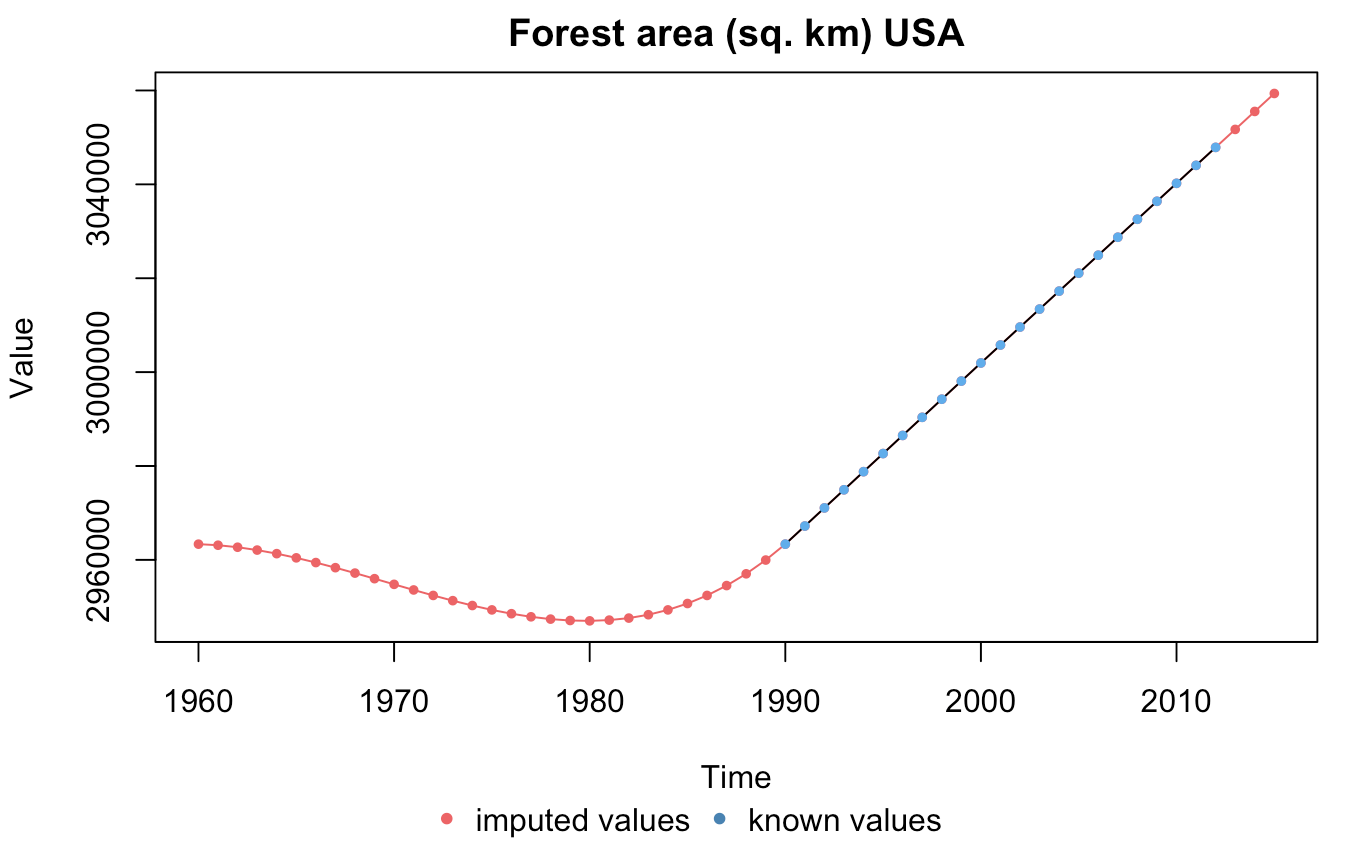 Forest area (sq. km) USA
Value
3040000
3000000
2960000
1960 1970 1980 1990 2000 2010
Time
imputed values known values